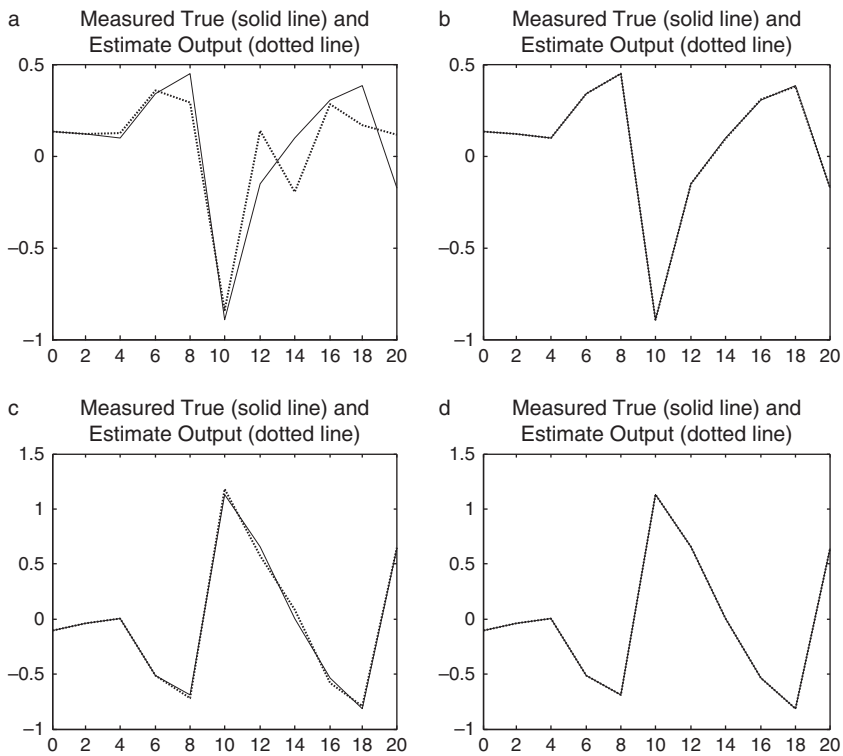 a
Measured True (solid line) and
Estimate Output (dotted line)
0.5
0
–0.5
–1
0 2 4 6 8 10 12 14 16 18 20
b
Measured True (solid line) and
Estimate Output (dotted line)
0.5
0
–0.5
–1
0 2 4 6 8 10 12 14 16 18 20
c
Measured True (solid line) and
Estimate Output (dotted line)
1.5
1
0.5
0
–0.5
–1
0 2 4 6 8 10 12 14 16 18 20
d
Measured True (solid line) and
Estimate Output (dotted line)
1.5
1
0.5
0
–0.5
–1
0 2 4 6 8 10 12 14 16 18 20